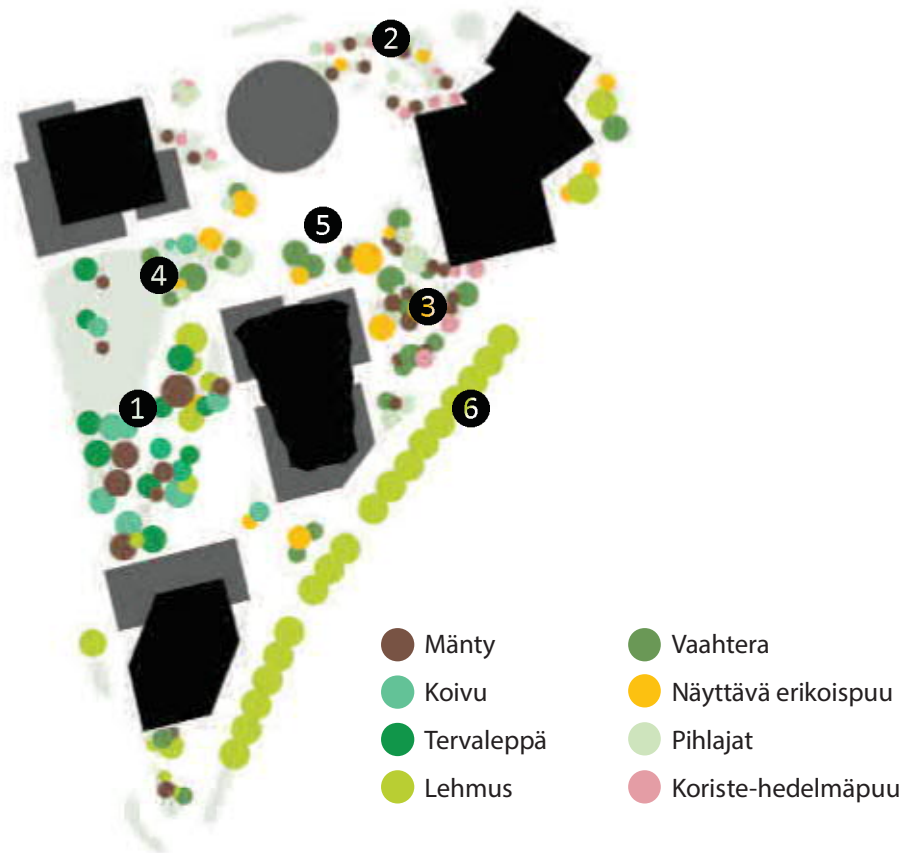 2
5
4
3
1
6
Mänty
Koivu
Tervaleppä
Lehmus
Vaahtera
Näyttävä erikoispuu
Pihlajat
Koriste-hedelmäpuu